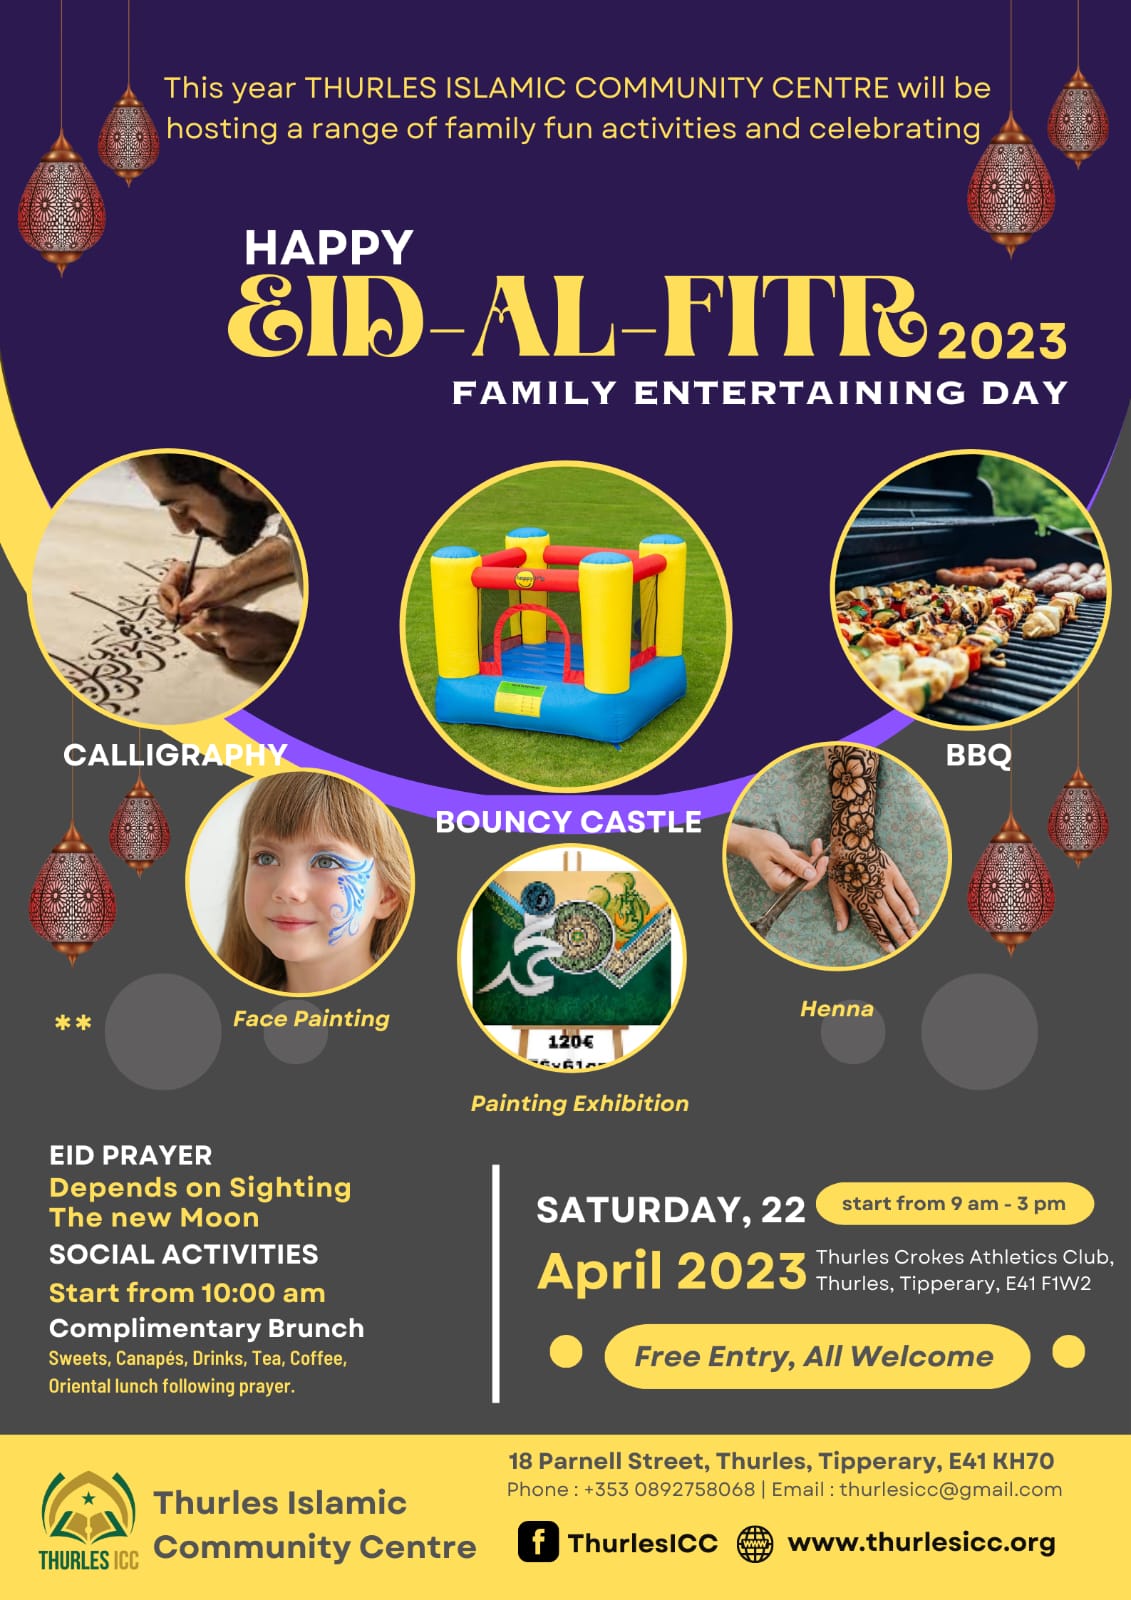 This year THURLES ISLAMIC COMMUNITY CENTRE will be
hosting a range of family fun activities and celebrating
HAPPY
EID-AL-FITR 2023
FAMILY ENTERTAINING DAY
CALLIGRAPHY
BOUNCY CASTLE
BBQ
**
Face Painting
120€
Painting Exhibition
Henna
EID PRAYER
Depends on Sighting
The new Moon
SOCIAL ACTIVITIES
Start from 10:00 am
Complimentary Brunch
Sweets, Canapés, Drinks, Tea, Coffee,
Oriental lunch following prayer.
SATURDAY, 22
start from 9 am - 3 pm
April 2023
Thurles Crokes Athletics Club,
Thurles, Tipperary, E41 F1W2
Free Entry, All Welcome
THURLES ICC
Thurles Islamic
Community Centre
18 Parnell Street, Thurles, Tipperary, E41 KH70
Phone : +353 0892758068 | Email : thurlesicc@gmail.com
ThurlesICC
www.thurlesicc.org